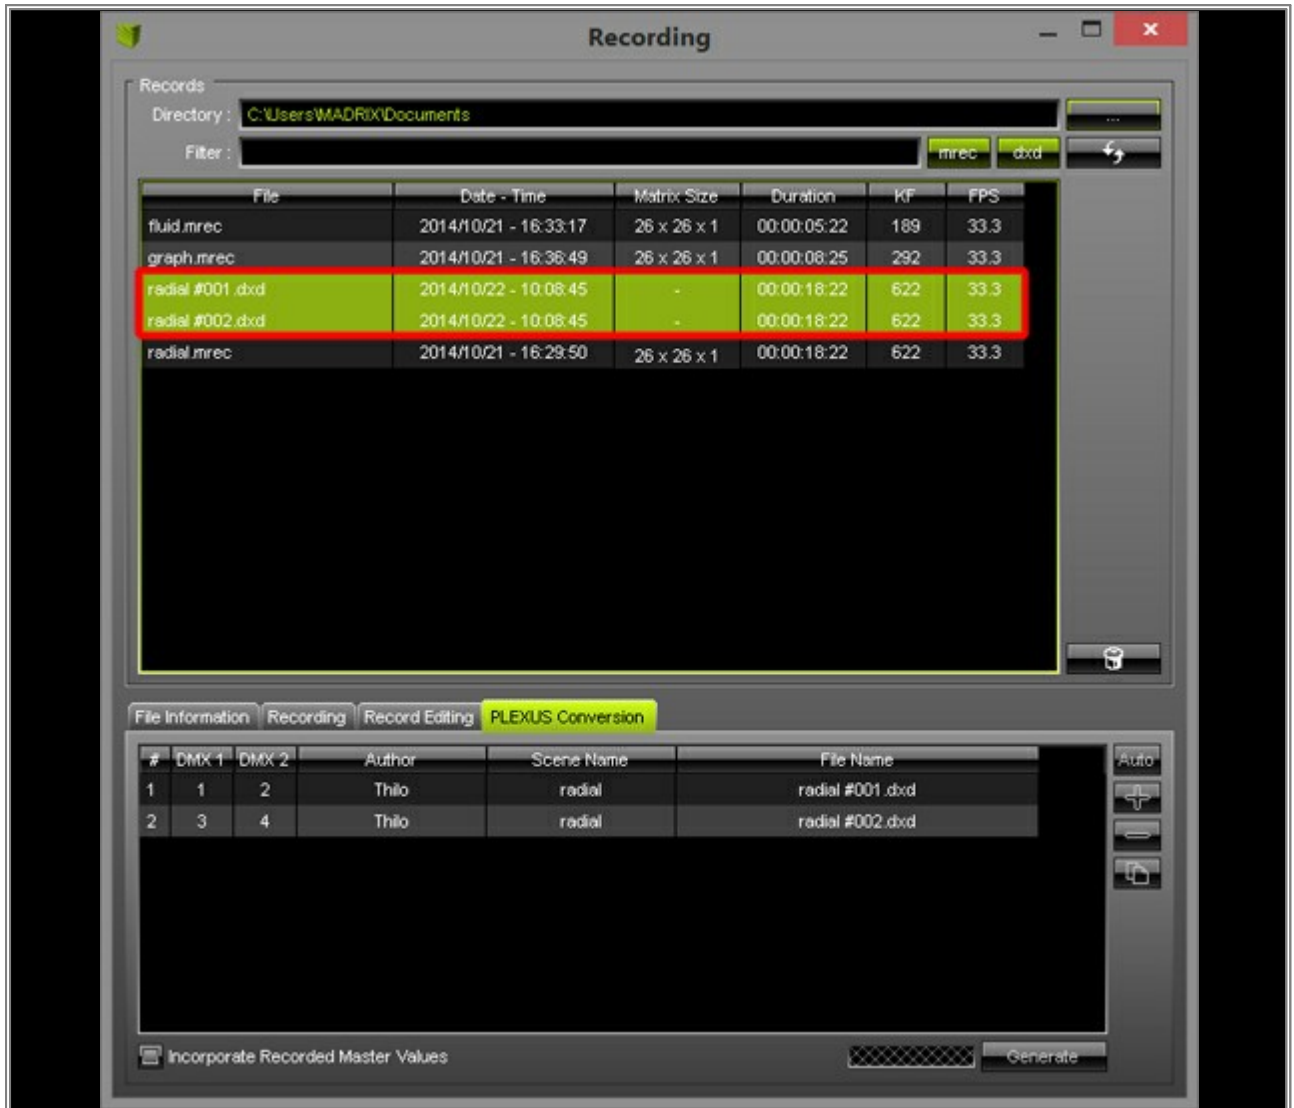 Recording
Records
Directory : C:\Users\MADRIX\Documents ...
Filter : mrec dxd
File Date - Time Matrix Size Duration KF FPS
fluid.mrec 2014/10/21 - 16:33:17 26 x 26 x 1 00:00:05:22 189 33.3
graph.mrec 2014/10/21 - 16:36:49 26 x 26 x 1 00:00:08:25 292 33.3
radial #001.dxd 2014/10/22 - 10:08:45 - 00:00:18:22 622 33.3
radial #002.dxd 2014/10/22 - 10:08:45 - 00:00:18:22 622 33.3
radial.mrec 2014/10/21 - 16:29:50 26 x 26 x 1 00:00:18:22 622 33.3
File Information Recording Record Editing PLEXUS Conversion
# DMX 1 DMX 2 Author Scene Name File Name Auto
1 1 2 Thilo radial radial #001.dxd
2 3 4 Thilo radial radial #002.dxd
Incorporate Recorded Master Values Generate